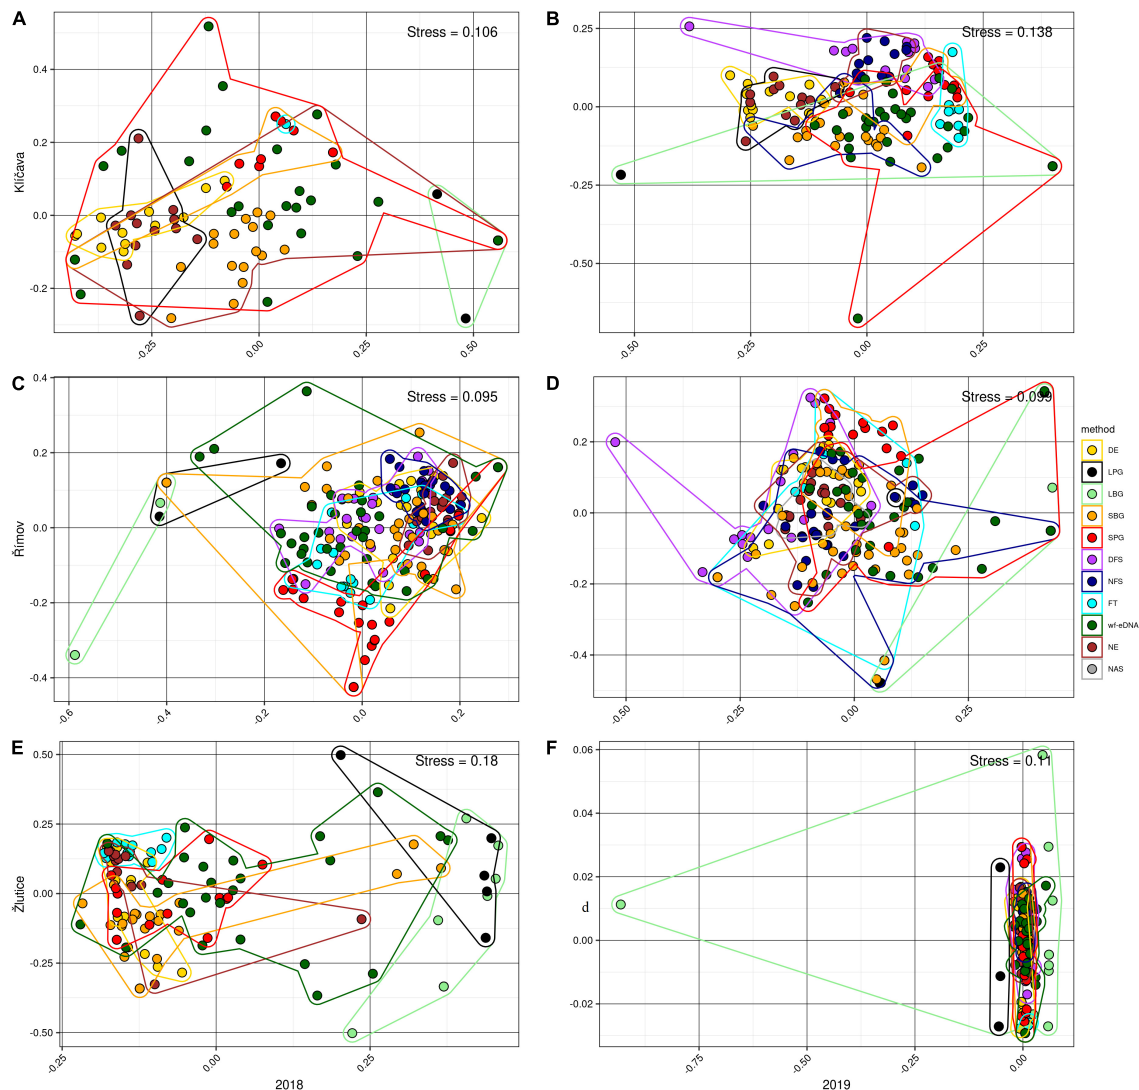 A
Stress = 0.106
Klíčava
0.4
0.2
0.0
-0.2
-0.25
0.00
0.25
0.50
B
Stress = 0.138
0.25
0.00
-0.25
-0.50
-0.50
-0.25
0.00
0.25
C
Stress = 0.095
Římov
0.4
0.2
0.0
-0.2
-0.4
-0.6
-0.4
-0.2
0.0
0.2
D
Stress = 0.099
0.2
0.0
-0.2
-0.4
-0.50
-0.25
0.00
0.25
method
DE
LPG
LBG
SBG
SPG
DFS
NFS
FT
wf-eDNA
NE
NAS
E
Stress = 0.18
Žlutice
0.50
0.25
0.00
-0.25
-0.50
-0.25
0.00
0.25
2018
F
Stress = 0.11
0.06
0.04
0.02
d
0.00
-0.02
-0.75
-0.50
-0.25
0.00
2019